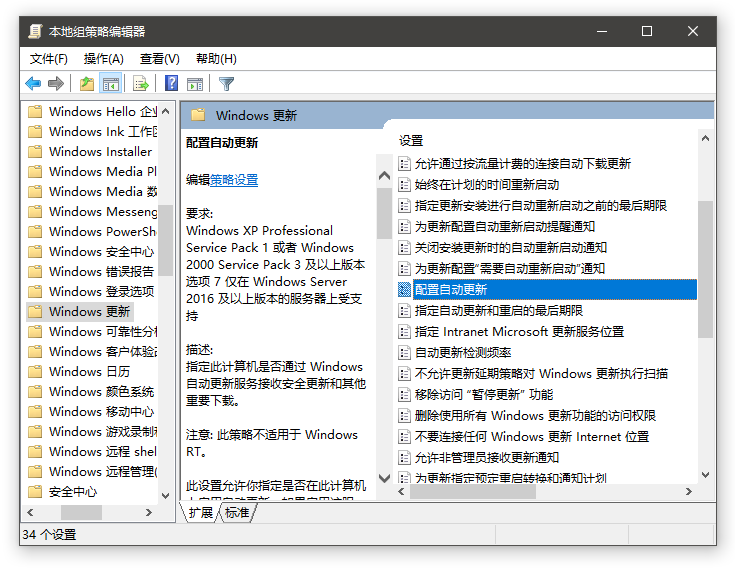 本地组策略编辑器
文件(F) 操作(A) 查看(V) 帮助(H)
Windows Hello 企业
Windows Ink 工作区
Windows Installer
Windows Media Pl
Windows Media 数
Windows Messeng
Windows PowerShe
Windows 安全中心
Windows 错误报告
Windows 登录选项
Windows 更新
Windows 可靠性分析
Windows 客户体验改
Windows 日历
Windows 颜色系统
Windows 移动中心
Windows 游戏录制和
Windows 远程 shell
Windows 远程管理(
安全中心
Windows 更新
配置自动更新
编辑策略设置
要求:
Windows XP Professional
Service Pack 1 或者 Windows
2000 Service Pack 3 及以上版本
选项 7 仅在 Windows Server
2016 及以上版本的服务器上受支
持
描述:
指定此计算机是否通过 Windows
自动更新服务接收安全更新和其他
重要下载。
注意: 此策略不适用于 Windows
RT。
此设置允许你指定是否在此计算机
上启用自动更新。如果启用该服
设置
允许通过按流量计费的连接自动下载更新
始终在计划的时间重新启动
指定更新安装进行自动重新启动之前的最后期限
为更新配置自动重新启动提醒通知
关闭安装更新时的自动重新启动通知
为更新配置“需要自动重新启动”通知
配置自动更新
指定自动更新和重启的最后期限
指定 Intranet Microsoft 更新服务位置
自动更新检测频率
不允许更新延期策略对 Windows 更新执行扫描
移除访问 “暂停更新” 功能
删除使用所有 Windows 更新功能的访问权限
不要连接任何 Windows 更新 Internet 位置
允许非管理员接收更新通知
为更新指定预定重启转换和通知计划
扩展 标准
34 个设置